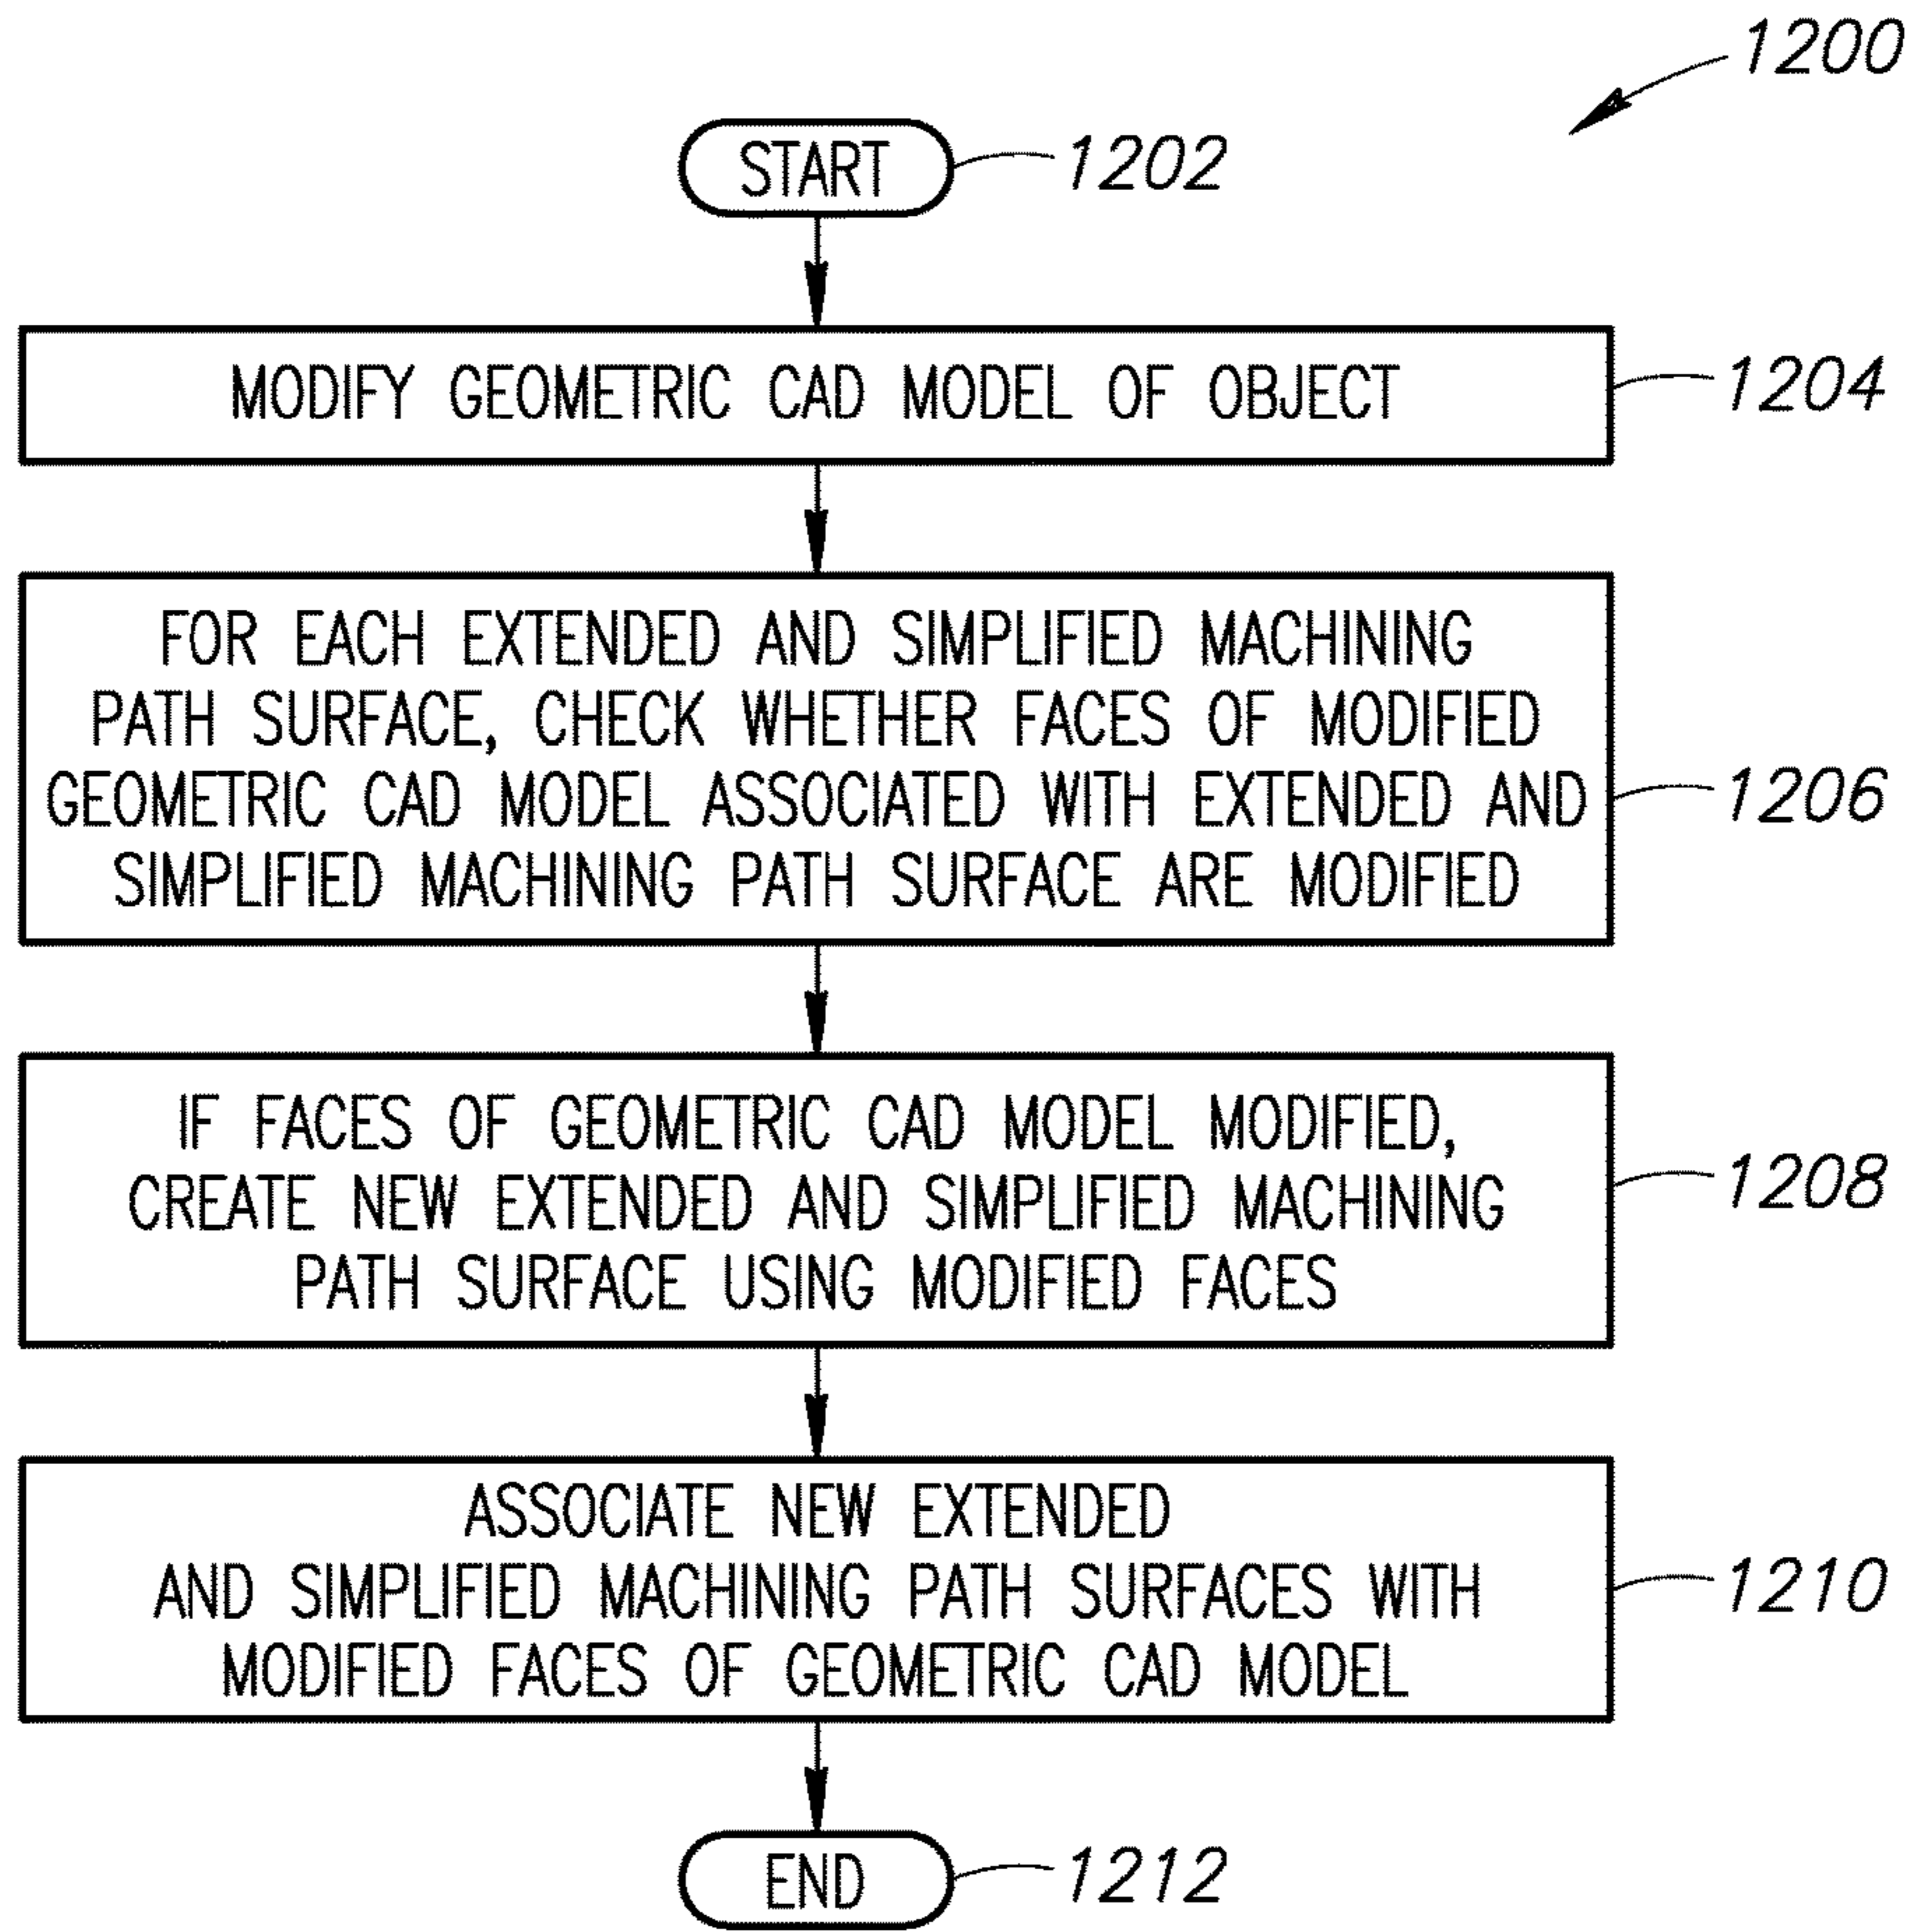 1200
START
1202
MODIFY GEOMETRIC CAD MODEL OF OBJECT
1204
FOR EACH EXTENDED AND SIMPLIFIED MACHINING
PATH SURFACE, CHECK WHETHER FACES OF MODIFIED
GEOMETRIC CAD MODEL ASSOCIATED WITH EXTENDED AND
SIMPLIFIED MACHINING PATH SURFACE ARE MODIFIED
1206
IF FACES OF GEOMETRIC CAD MODEL MODIFIED,
CREATE NEW EXTENDED AND SIMPLIFIED MACHINING
PATH SURFACE USING MODIFIED FACES
1208
ASSOCIATE NEW EXTENDED
AND SIMPLIFIED MACHINING PATH SURFACES WITH
MODIFIED FACES OF GEOMETRIC CAD MODEL
1210
END
1212